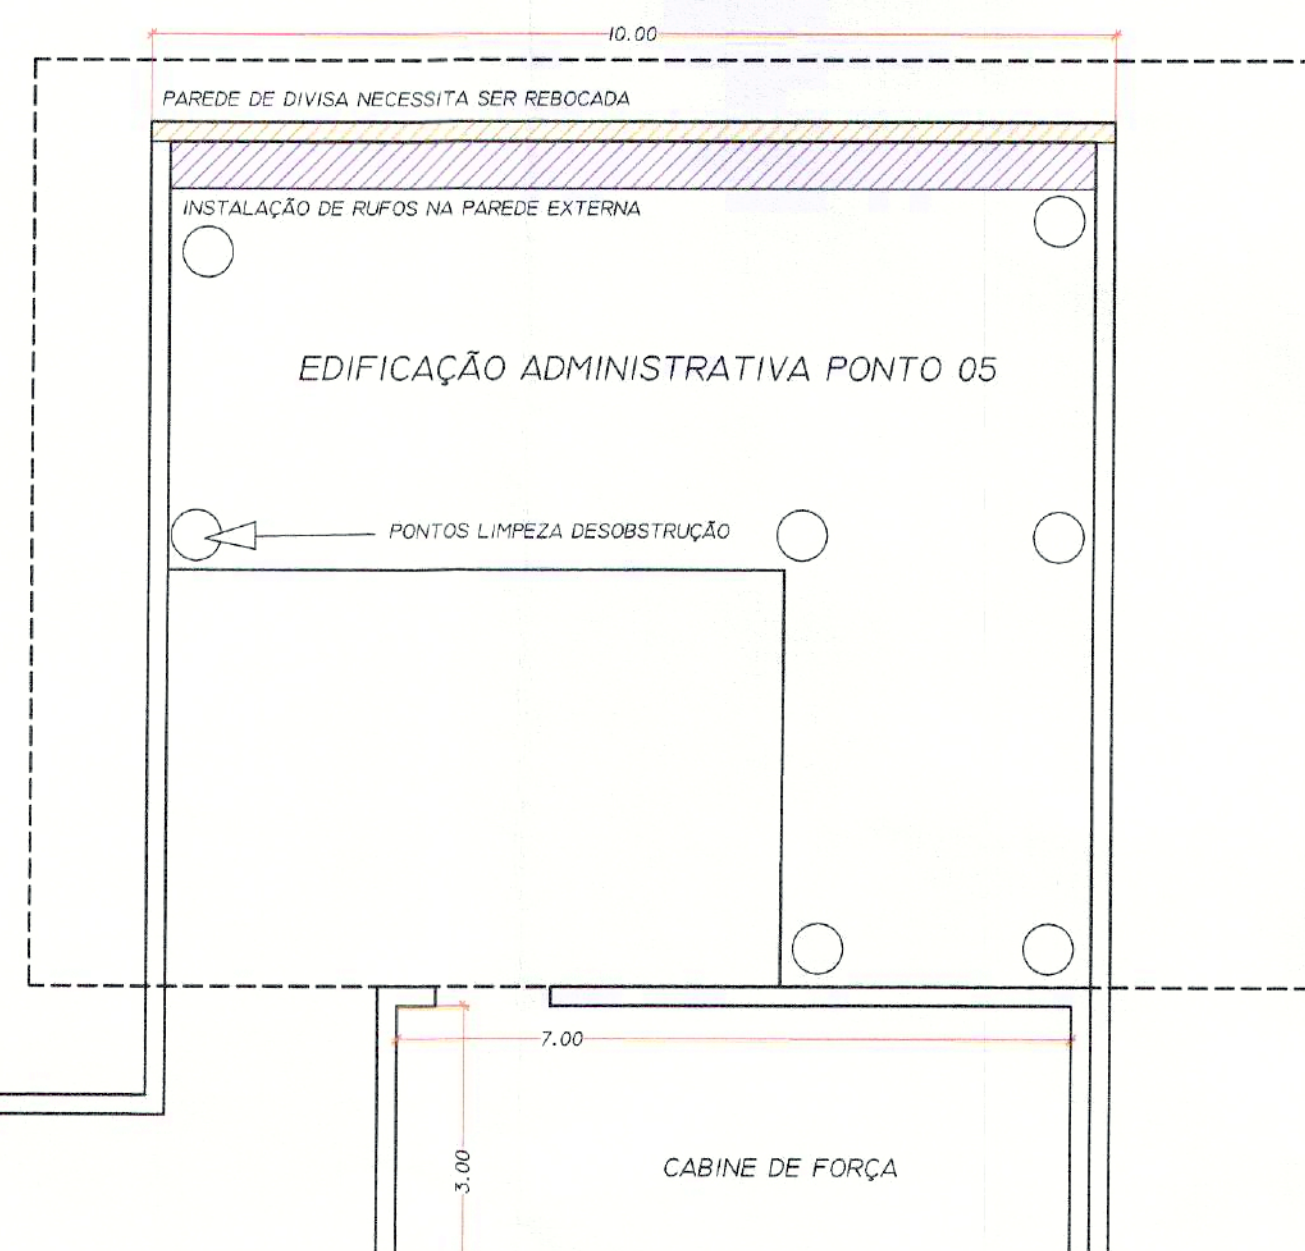 10.00
PAREDE DE DIVISA NECESSITA SER REBOCADA
INSTALAÇÃO DE RUFOS NA PAREDE EXTERNA
EDIFICAÇÃO ADMINISTRATIVA PONTO 05
PONTOS LIMPEZA DESOBSTRUÇÃO
7.00
3.00
CABINE DE FORÇA